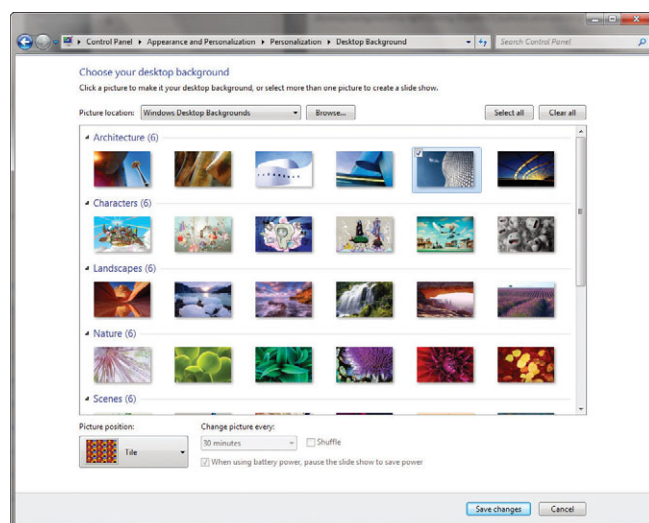 Control Panel Appearance and Personalization Personalization Desktop Background
Search Control Panel
Choose your desktop background
Click a picture to make it your desktop background, or select more than one picture to create a slide show.
Picture location: Windows Desktop Backgrounds Browse... Select all Clear all
Architecture (6)
Characters (6)
Landscapes (6)
Nature (6)
Scenes (6)
Picture position: Change picture every:
Tile 30 minutes Shuffle
When using battery power, pause the slide show to save power
Save changes Cancel